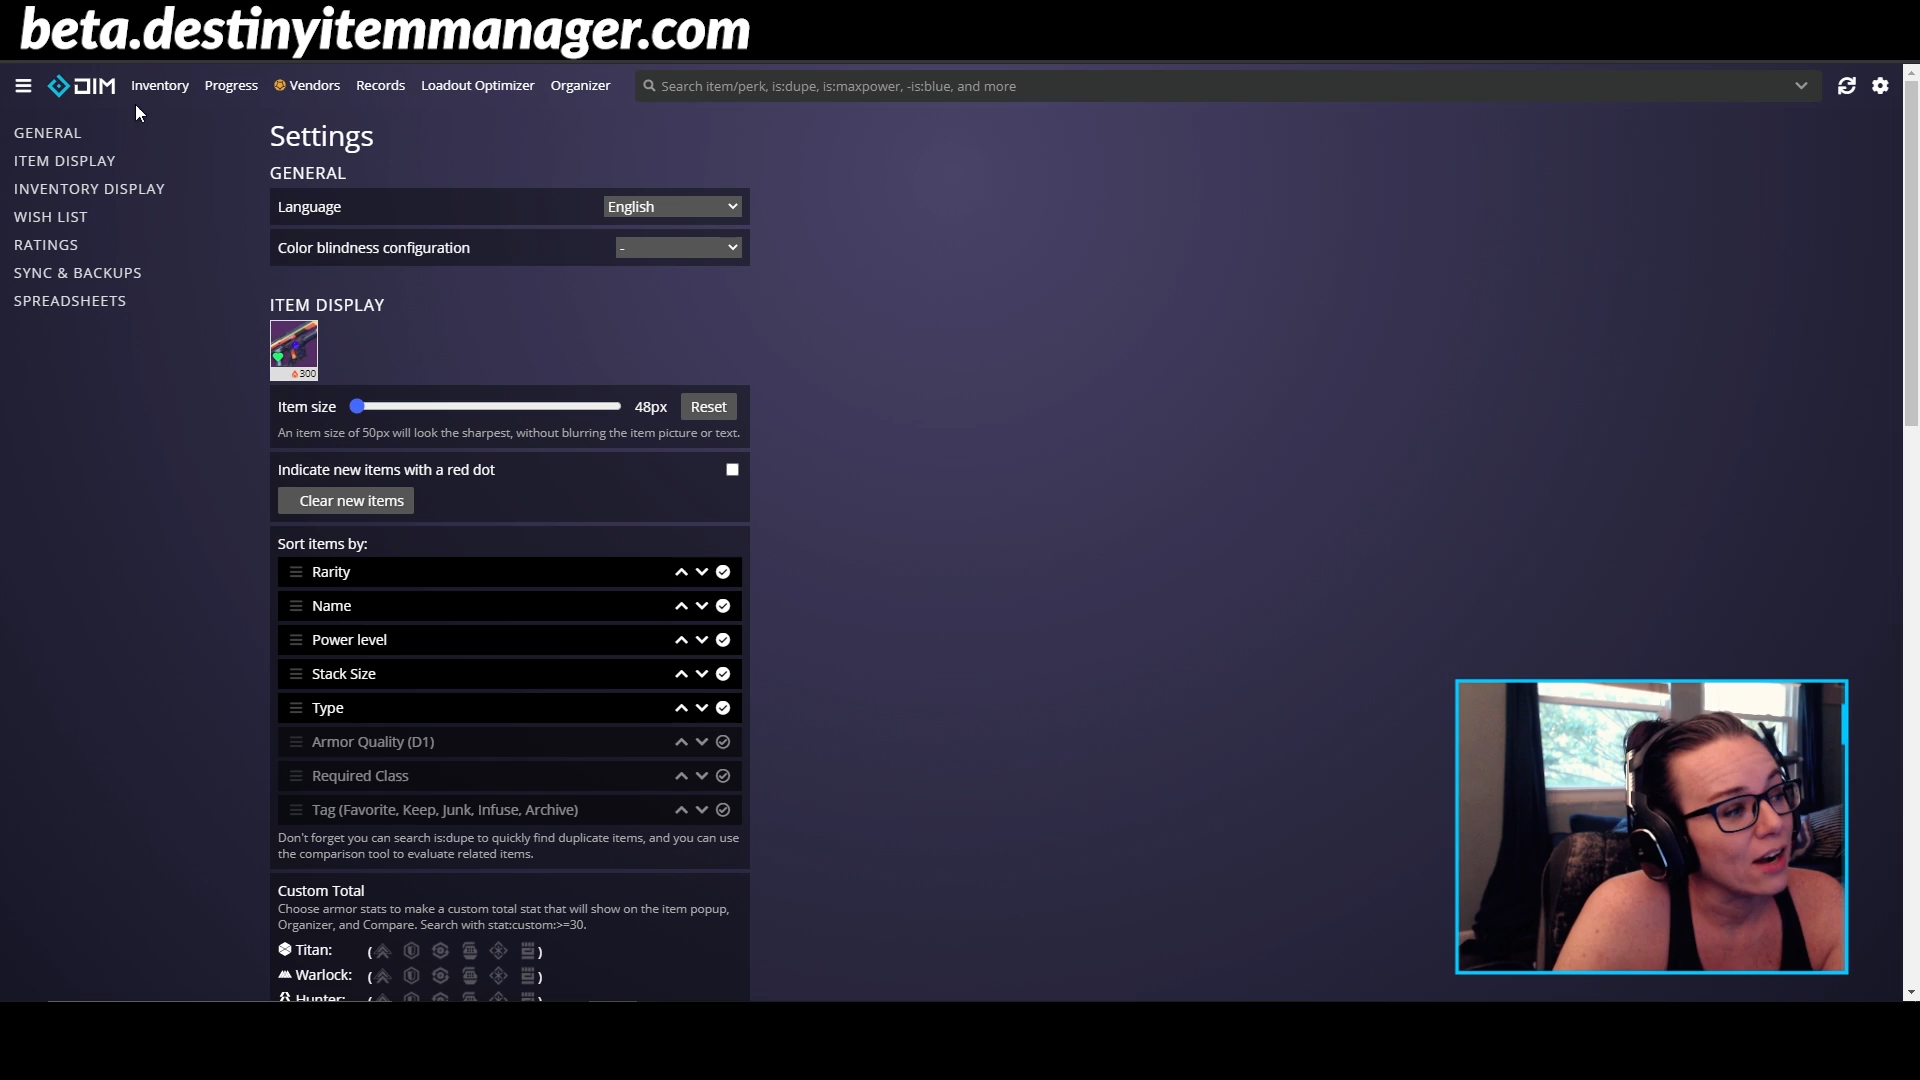 beta.destinyitemmanager.com
DIM Inventory Progress Vendors Records Loadout Optimizer Organizer Search item/perk, is:dupe, is:maxpower, -is:blue, and more
GENERAL
ITEM DISPLAY
INVENTORY DISPLAY
WISH LIST
RATINGS
SYNC & BACKUPS
SPREADSHEETS
Settings
GENERAL
Language English
Color blindness configuration -
ITEM DISPLAY
300
Item size 48px Reset
An item size of 50px will look the sharpest, without blurring the item picture or text.
Indicate new items with a red dot
Clear new items
Sort items by:
Rarity
Name
Power level
Stack Size
Type
Armor Quality (D1)
Required Class
Tag (Favorite, Keep, Junk, Infuse, Archive)
Don't forget you can search is:dupe to quickly find duplicate items, and you can use
the comparison tool to evaluate related items.
Custom Total
Choose armor stats to make a custom total stat that will show on the item popup,
Organizer, and Compare. Search with stat:custom:>=30.
Titan: ( )
Warlock: ( )
Hunter: ( )